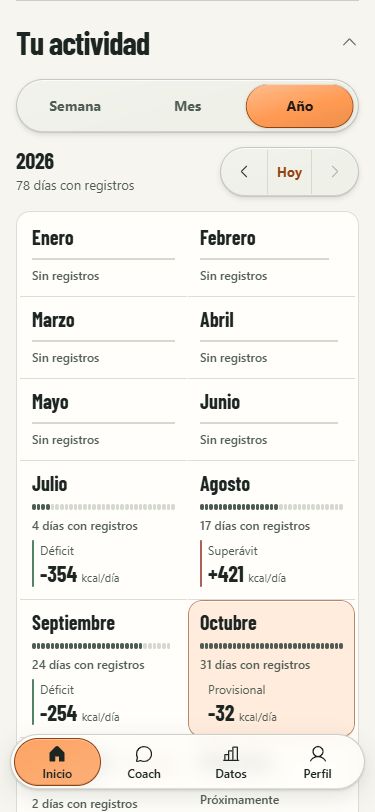 Tu actividad
Semana Mes Año
2026
78 días con registros
Hoy
Enero Febrero
Sin registros Sin registros
Marzo Abril
Sin registros Sin registros
Mayo Junio
Sin registros Sin registros
Julio Agosto
4 días con registros 17 días con registros
Déficit Superávit
-354 kcal/día +421 kcal/día
Septiembre Octubre
24 días con registros 31 días con registros
Déficit Provisional
-254 kcal/día -32 kcal/día
Inicio Coach Datos Perfil
2 días con registros Próximamente